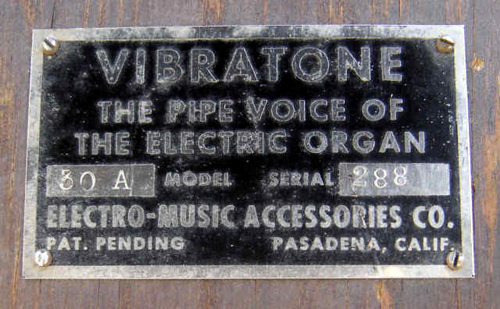 VIBRATONE
THE PIPE VOICE OF
THE ELECTRIC ORGAN
30 A MODEL SERIAL 288
ELECTRO-MUSIC ACCESSORIES CO.
PAT. PENDING PASADENA, CALIF.